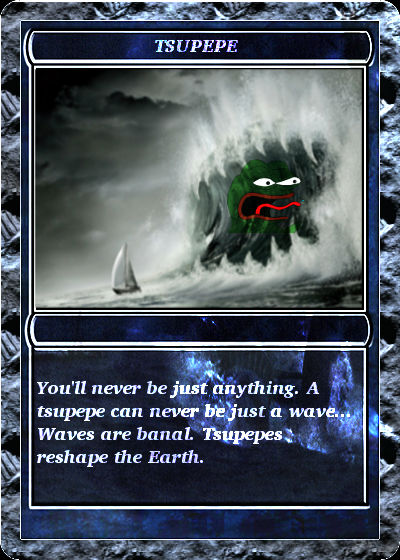 TSUPEPE
You'll never be just anything. A
tsupepe can never be just a wave...
Waves are banal. Tsupepes
reshape the Earth.